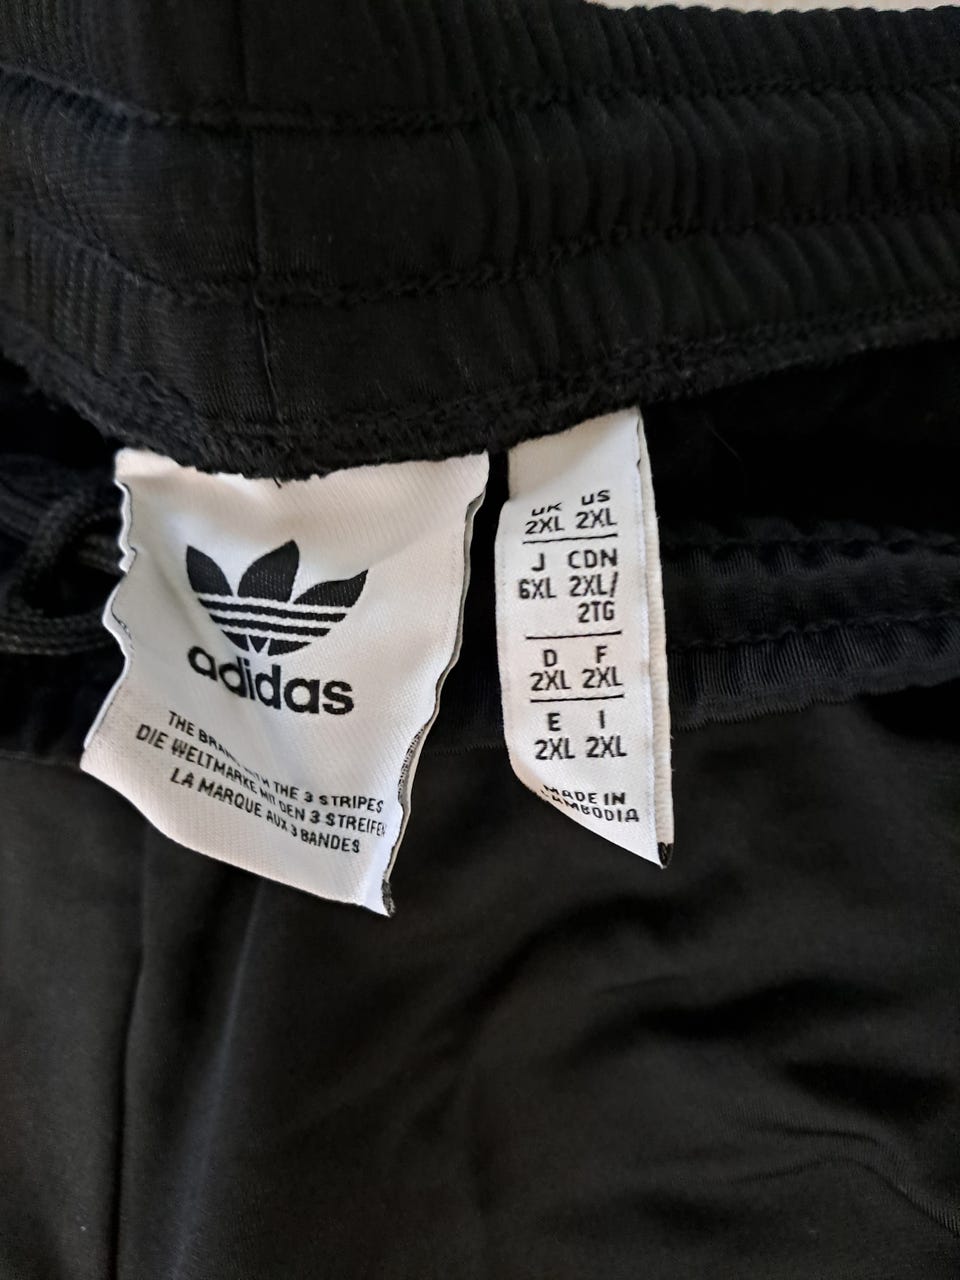 adidas
THE BRAND WITH THE 3 STRIPES
DIE WELTMARKE MIT DEN 3 STREIFEN
LA MARQUE AUX 3 BANDES
UK US
2XL 2XL
J CDN
6XL 2XL/
2TG
D F
2XL 2XL
E I
2XL 2XL
MADE IN
CAMBODIA